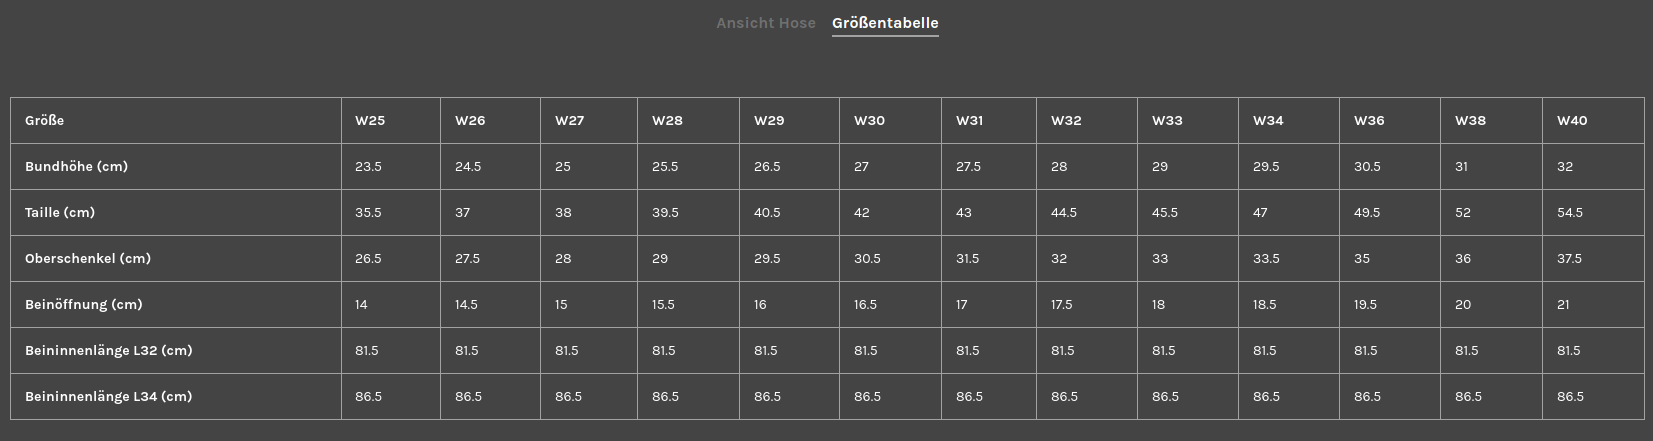 Ansicht Hose Größentabelle
Größe W25 W26 W27 W28 W29 W30 W31 W32 W33 W34 W36 W38 W40
Bundhöhe (cm) 23.5 24.5 25 25.5 26.5 27 27.5 28 29 29.5 30.5 31 32
Taille (cm) 35.5 37 38 39.5 40.5 42 43 44.5 45.5 47 49.5 52 54.5
Oberschenkel (cm) 26.5 27.5 28 29 29.5 30.5 31.5 32 33 33.5 35 36 37.5
Beinöffnung (cm) 14 14.5 15 15.5 16 16.5 17 17.5 18 18.5 19.5 20 21
Beininnenlänge L32 (cm) 81.5 81.5 81.5 81.5 81.5 81.5 81.5 81.5 81.5 81.5 81.5 81.5 81.5
Beininnenlänge L34 (cm) 86.5 86.5 86.5 86.5 86.5 86.5 86.5 86.5 86.5 86.5 86.5 86.5 86.5